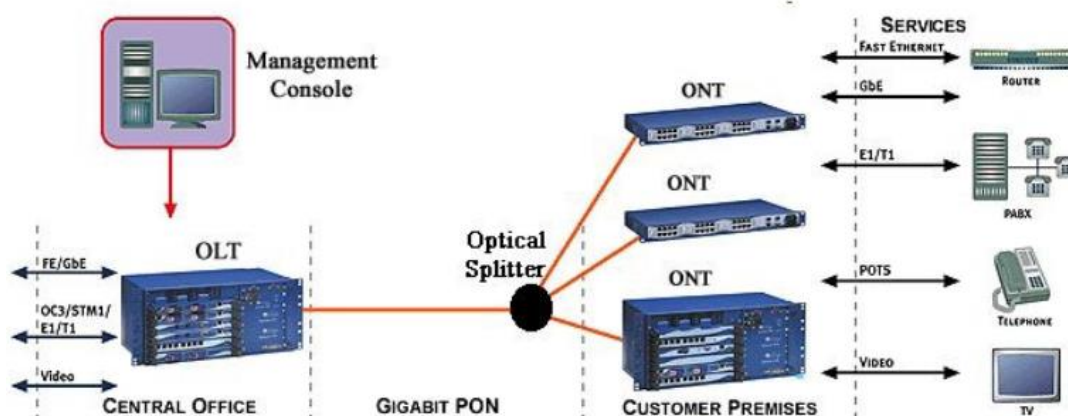 SERVICES
FAST ETHERNET
ROUTER
GbE
Management
Console
ONT
E1/T1
PABX
ONT
OLT
Optical
Splitter
ONT
FE/GbE
POTS
TELEPHONE
OC3/STM1/
E1/T1
Video
VIDEO
TV
CENTRAL OFFICE
GIGABIT PON
CUSTOMER PREMISES